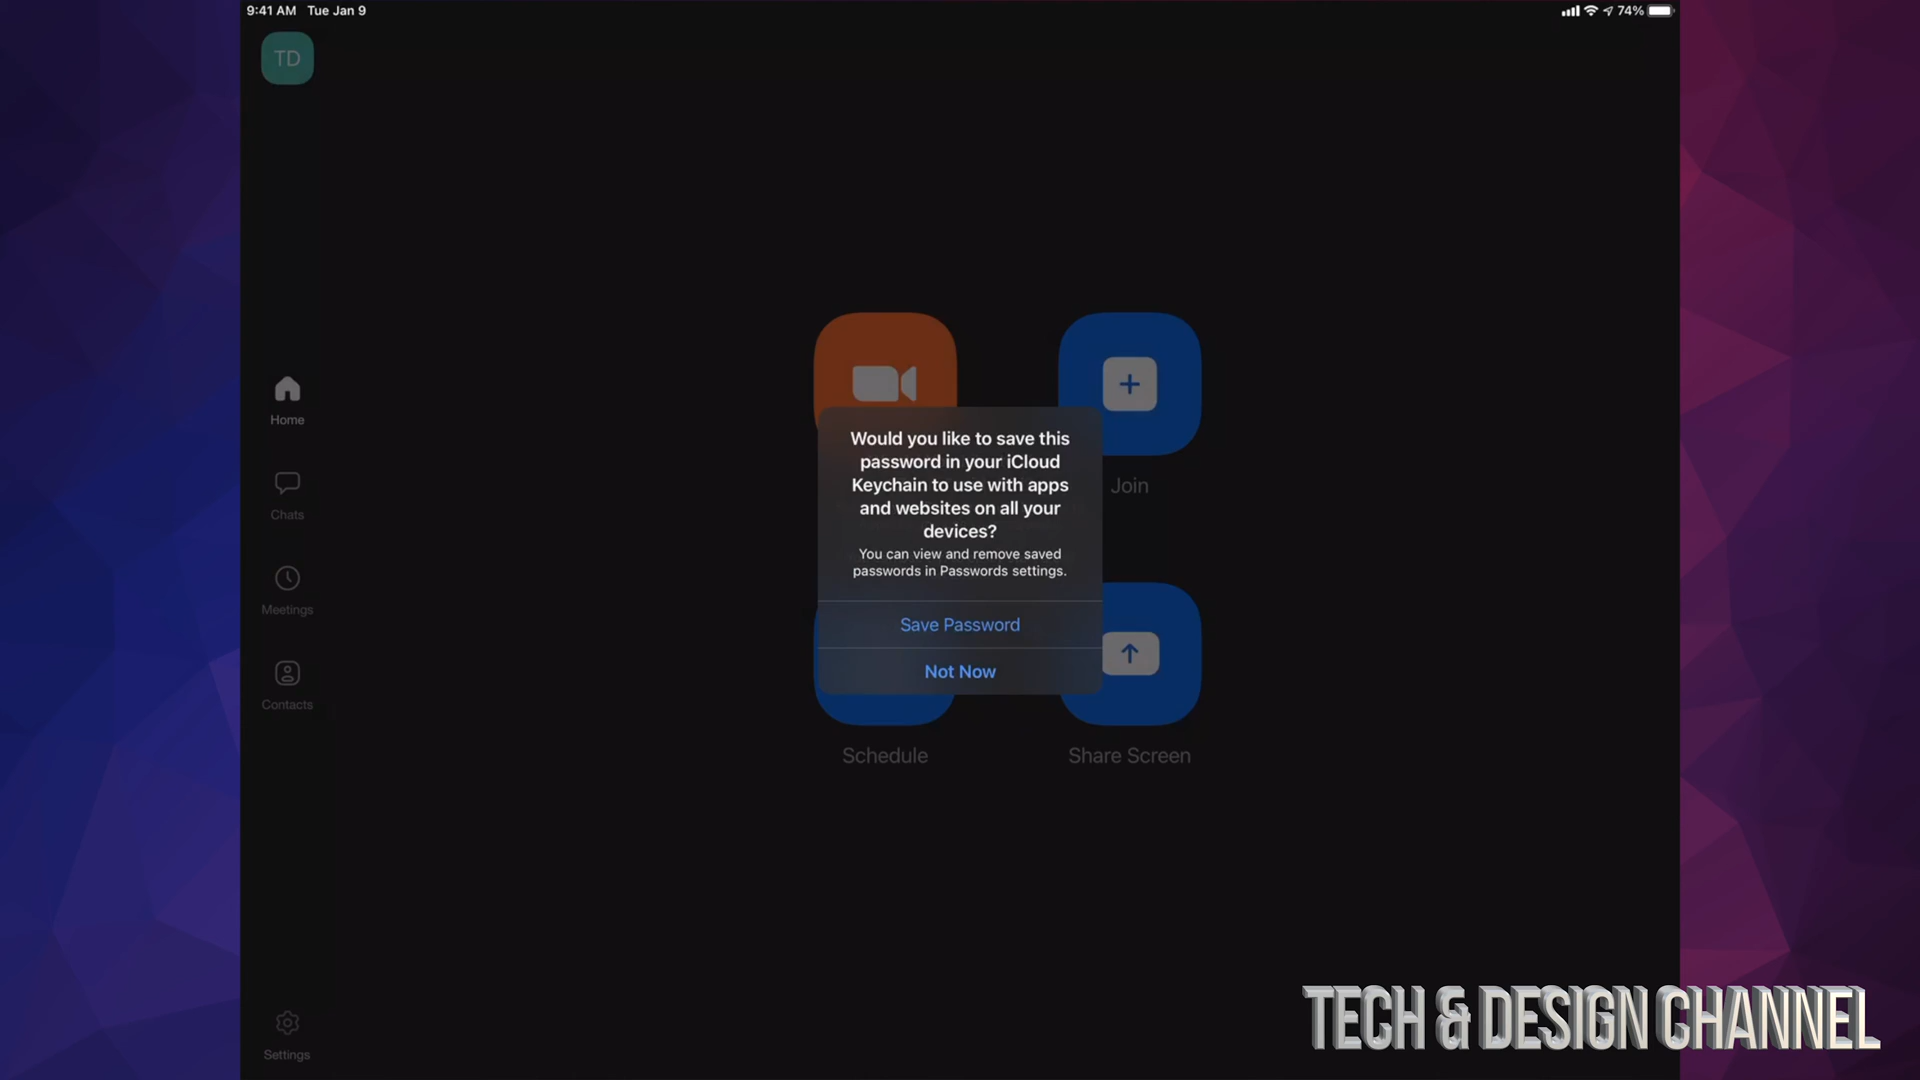 9:41 AM Tue Jan 9
74%
TD
Home
Chats
Meetings
Contacts
Settings
Would you like to save this
password in your iCloud
Keychain to use with apps
and websites on all your
devices?
You can view and remove saved
passwords in Passwords settings.
Save Password
Not Now
Join
Schedule
Share Screen
TECH & DESIGN CHANNEL